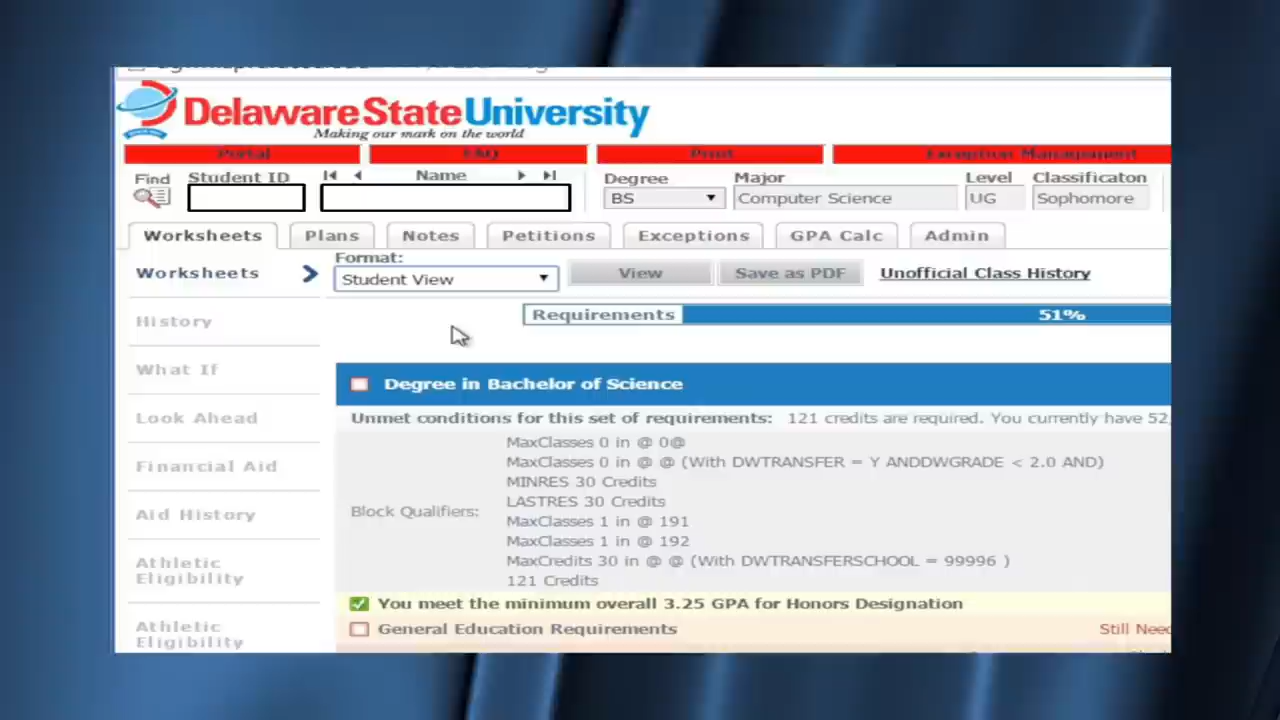 DelawareStateUniversity
Making our mark on the world
Portal FAQ Print Exception Management
Find Student ID Name Degree Major Level Classificaton
BS Computer Science UG Sophomore
Worksheets Plans Notes Petitions Exceptions GPA Calc Admin
Format:
Worksheets Student View View Save as PDF Unofficial Class History
History
Requirements 51%
What If
Degree in Bachelor of Science
Look Ahead
Unmet conditions for this set of requirements: 121 credits are required. You currently have 52,
Financial Aid
Aid History
Athletic
Eligibility
Athletic
Eligibility
Block Qualifiers:
MaxClasses 0 in @ 0@
MaxClasses 0 in @ @ (With DWTRANSFER = Y ANDDWGRADE < 2.0 AND)
MINRES 30 Credits
LASTRES 30 Credits
MaxClasses 1 in @ 191
MaxClasses 1 in @ 192
MaxCredits 30 in @ @ (With DWTRANSFERSCHOOL = 99996 )
121 Credits
You meet the minimum overall 3.25 GPA for Honors Designation
General Education Requirements Still Need